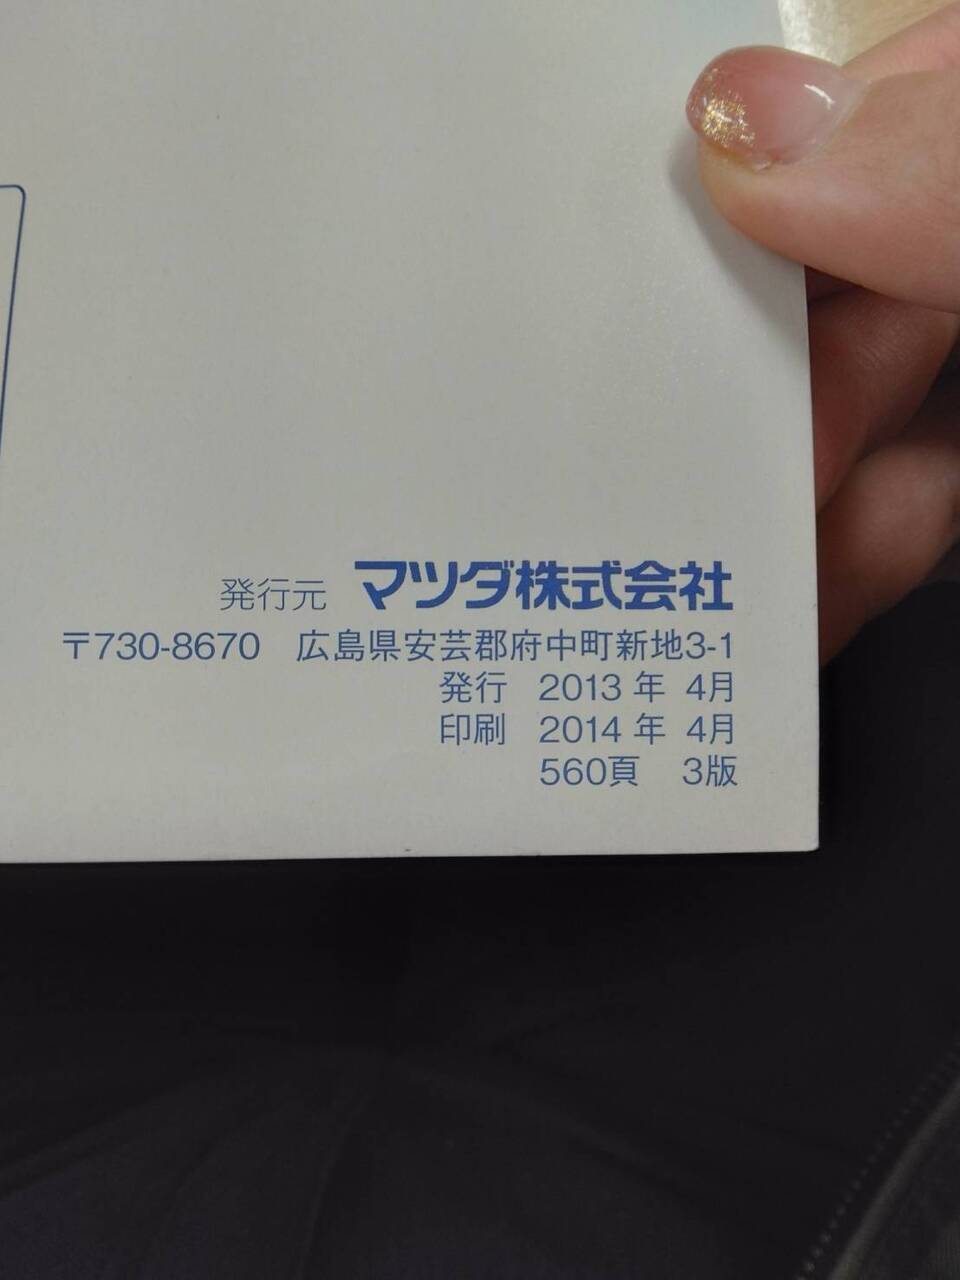 発行元 マツダ株式会社
〒730-8670 広島県安芸郡府中町新地3-1
発行 2013 年 4月
印刷 2014 年 4月
560頁 3版